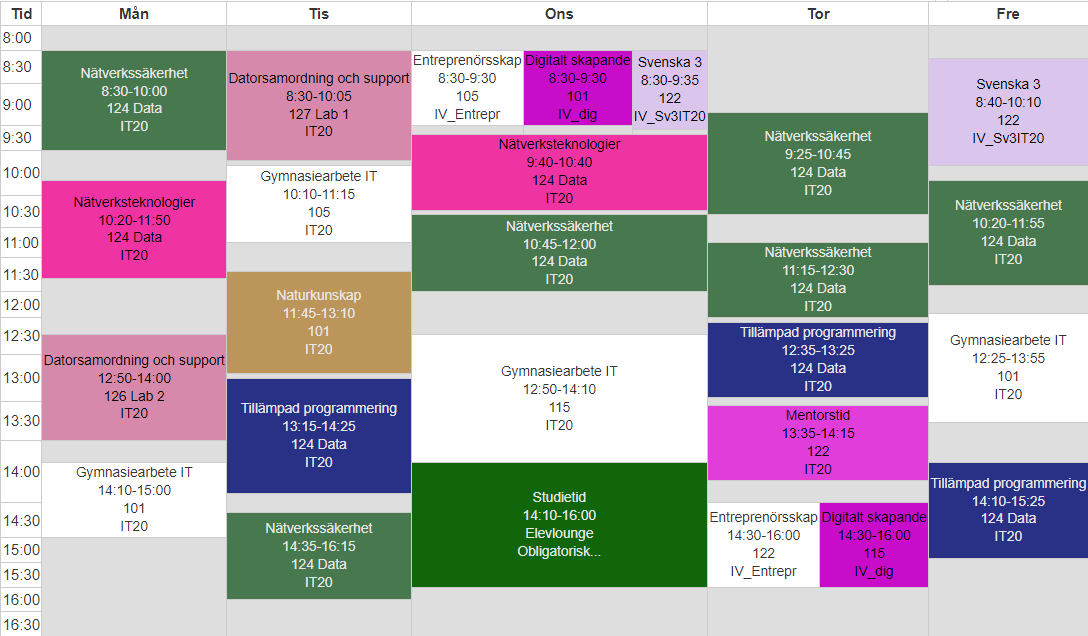 Tid
Mån
Tis
Ons
Tor
Fre
8:00
8:30
9:00
9:30
10:00
10:30
11:00
11:30
12:00
12:30
13:00
13:30
14:00
14:30
15:00
15:30
16:00
16:30
Nätverkssäkerhet
8:30-10:00
124 Data
IT20
Nätverksteknologier
10:20-11:50
124 Data
IT20
Datorsamordning och support
12:50-14:00
126 Lab 2
IT20
Gymnasiearbete IT
14:10-15:00
101
IT20
Datorsamordning och support
8:30-10:05
127 Lab 1
IT20
Gymnasiearbete IT
10:10-11:15
105
IT20
Naturkunskap
11:45-13:10
101
IT20
Tillämpad programmering
13:15-14:25
124 Data
IT20
Nätverkssäkerhet
14:35-16:15
124 Data
IT20
Entreprenörsskap
8:30-9:30
105
IV_Entrepr
Digitalt skapande
8:30-9:30
101
IV_dig
Svenska 3
8:30-9:35
122
IV_Sv3IT20
Nätverksteknologier
9:40-10:40
124 Data
IT20
Nätverkssäkerhet
10:45-12:00
124 Data
IT20
Gymnasiearbete IT
12:50-14:10
115
IT20
Studietid
14:10-16:00
Elevlounge
Obligatorisk...
Nätverkssäkerhet
9:25-10:45
124 Data
IT20
Nätverkssäkerhet
11:15-12:30
124 Data
IT20
Tillämpad programmering
12:35-13:25
124 Data
IT20
Mentorstid
13:35-14:15
122
IT20
Entreprenörsskap
14:30-16:00
122
IV_Entrepr
Digitalt skapande
14:30-16:00
115
IV_dig
Svenska 3
8:40-10:10
122
IV_Sv3IT20
Nätverkssäkerhet
10:20-11:55
124 Data
IT20
Gymnasiearbete IT
12:25-13:55
101
IT20
Tillämpad programmering
14:10-15:25
124 Data
IT20